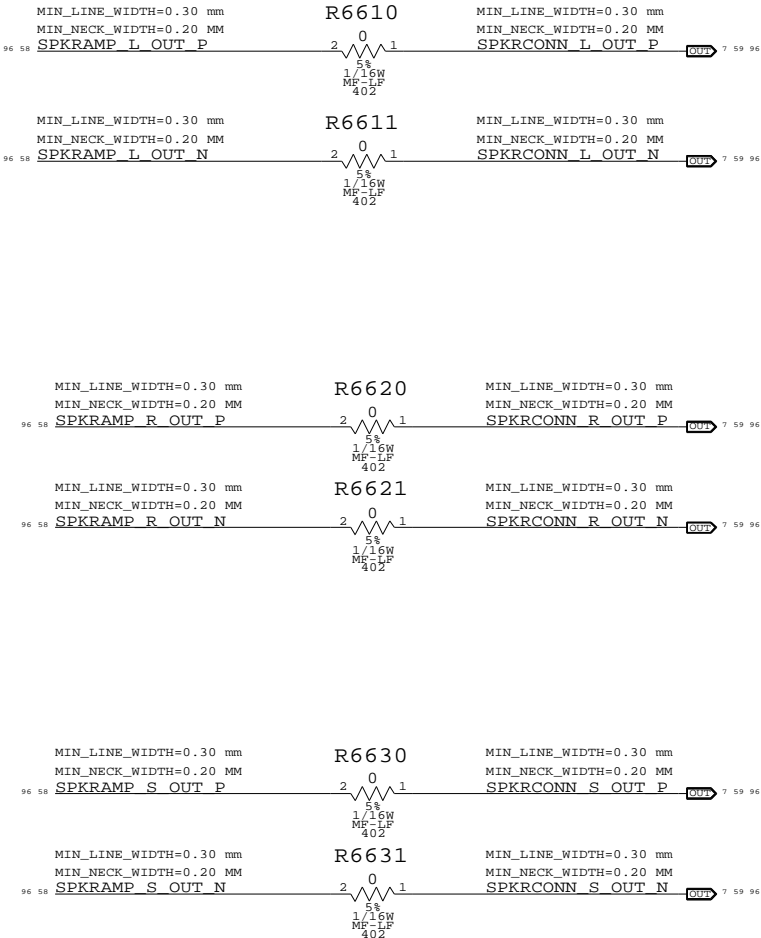 MIN_LINE_WIDTH=0.30 mm R6610 MIN_LINE_WIDTH=0.30 mm
MIN_NECK_WIDTH=0.20 MM 0 MIN_NECK_WIDTH=0.20 MM
96 58 SPKRAMP_L_OUT_P 2 1 SPKRCONN_L_OUT_P OUT 7 59 96
5%
1/16W
MF-LF
402
MIN_LINE_WIDTH=0.30 mm R6611 MIN_LINE_WIDTH=0.30 mm
MIN_NECK_WIDTH=0.20 MM 0 MIN_NECK_WIDTH=0.20 MM
96 58 SPKRAMP_L_OUT_N 2 1 SPKRCONN_L_OUT_N OUT 7 59 96
5%
1/16W
MF-LF
402
MIN_LINE_WIDTH=0.30 mm R6620 MIN_LINE_WIDTH=0.30 mm
MIN_NECK_WIDTH=0.20 MM 0 MIN_NECK_WIDTH=0.20 MM
96 58 SPKRAMP_R_OUT_P 2 1 SPKRCONN_R_OUT_P OUT 7 59 96
5%
1/16W
MF-LF
402
MIN_LINE_WIDTH=0.30 mm R6621 MIN_LINE_WIDTH=0.30 mm
MIN_NECK_WIDTH=0.20 MM 0 MIN_NECK_WIDTH=0.20 MM
96 58 SPKRAMP_R_OUT_N 2 1 SPKRCONN_R_OUT_N OUT 7 59 96
5%
1/16W
MF-LF
402
MIN_LINE_WIDTH=0.30 mm R6630 MIN_LINE_WIDTH=0.30 mm
MIN_NECK_WIDTH=0.20 MM 0 MIN_NECK_WIDTH=0.20 MM
96 58 SPKRAMP_S_OUT_P 2 1 SPKRCONN_S_OUT_P OUT 7 59 96
5%
1/16W
MF-LF
402
MIN_LINE_WIDTH=0.30 mm R6631 MIN_LINE_WIDTH=0.30 mm
MIN_NECK_WIDTH=0.20 MM 0 MIN_NECK_WIDTH=0.20 MM
96 58 SPKRAMP_S_OUT_N 2 1 SPKRCONN_S_OUT_N OUT 7 59 96
5%
1/16W
MF-LF
402